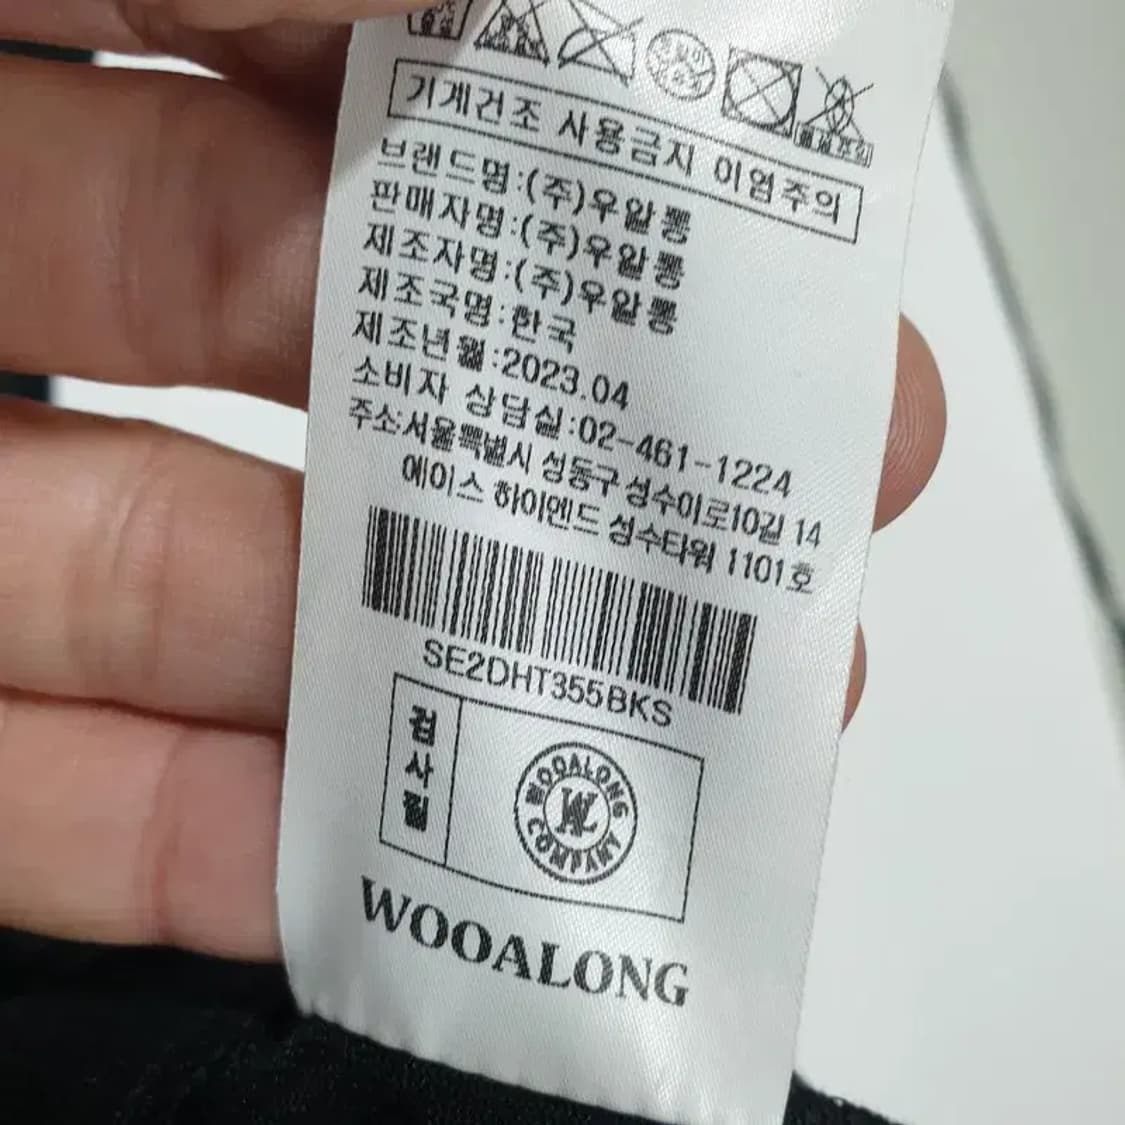 기계건조 사용금지 이염주의
브랜드명:(주)우알롱
판매자명:(주)우알롱
제조자명:(주)우알롱
제조국명:한국
제조년월:2023.04
소비자 상담실:02-461-1224
주소:서울특별시 성동구 성수이로10길 14
에이스 하이엔드 성수타워 1101호
SE2DHT355BKS
검사필
WOOALONG
WAL
COMPANY
WOOALONG